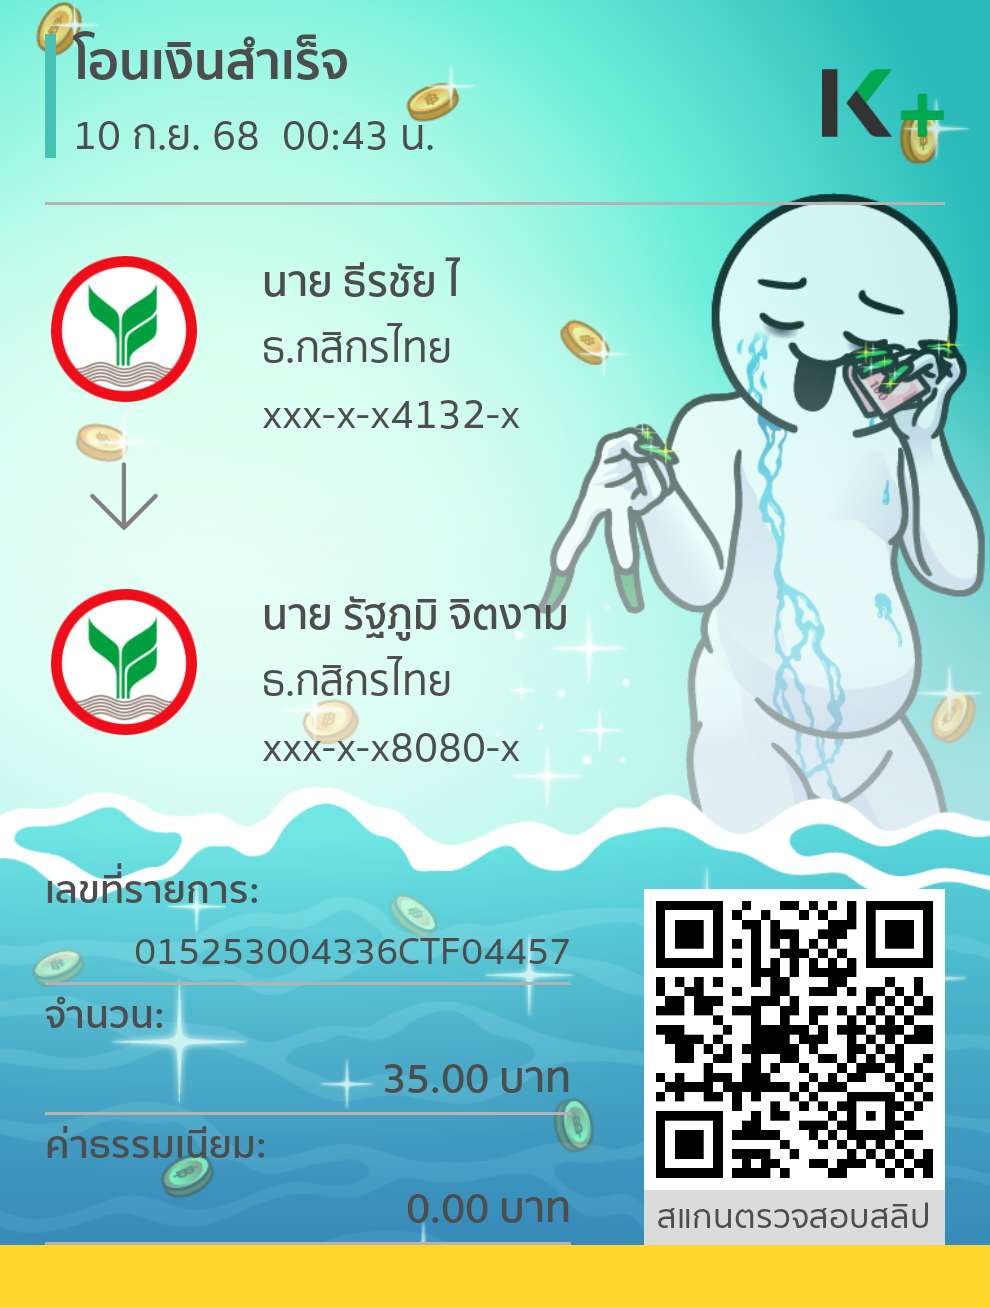 โอนเงินสำเร็จ
10 ก.ย. 68  00:43 น.
K+
นาย ธีรชัย ไ
ธ.กสิกรไทย
xxx-x-x4132-x
นาย รัฐภูมิ จิตงาม
ธ.กสิกรไทย
xxx-x-x8080-x
เลขที่รายการ:
015253004336CTF04457
จำนวน:
35.00 บาท
ค่าธรรมเนียม:
0.00 บาท
สแกนตรวจสอบสลิป